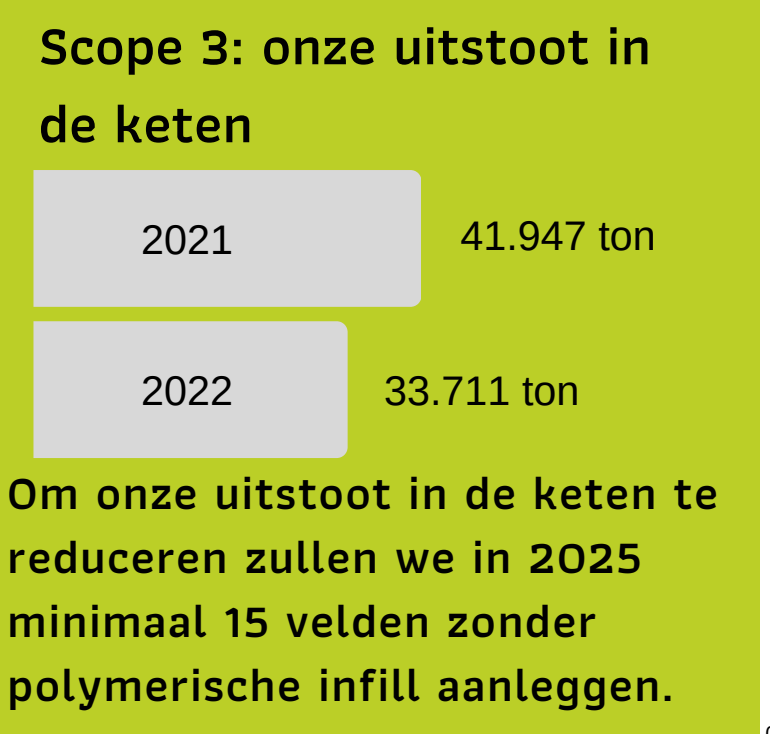 Scope 3: onze uitstoot in
de keten
2021
41.947 ton
2022
33.711 ton
Om onze uitstoot in de keten te
reduceren zullen we in 2025
minimaal 15 velden zonder
polymerische infill aanleggen.